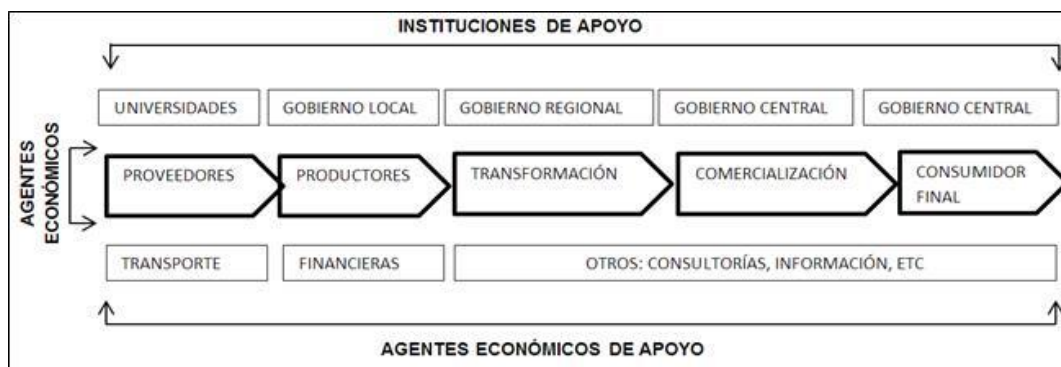 INSTITUCIONES DE APOYO
UNIVERSIDADES
GOBIERNO LOCAL
GOBIERNO REGIONAL
GOBIERNO CENTRAL
GOBIERNO CENTRAL
AGENTES
ECONÓMICOS
PROVEEDORES
PRODUCTORES
TRANSFORMACIÓN
COMERCIALIZACIÓN
CONSUMIDOR
FINAL
TRANSPORTE
FINANCIERAS
OTROS: CONSULTORÍAS, INFORMACIÓN, ETC
AGENTES ECONÓMICOS DE APOYO